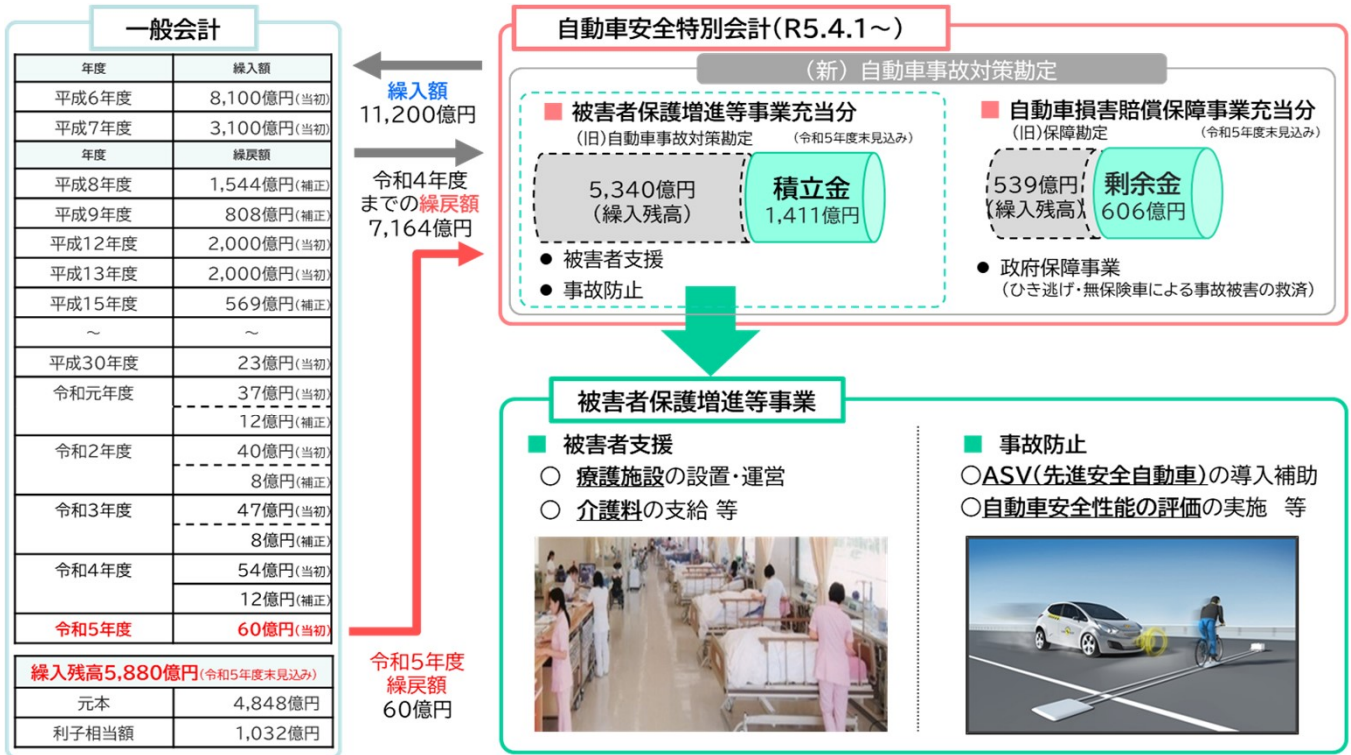 一般会計
年度 繰入額
平成6年度 8,100億円(当初)
平成7年度 3,100億円(当初)
年度 繰戻額
平成8年度 1,544億円(補正)
平成9年度 808億円(補正)
平成12年度 2,000億円(当初)
平成13年度 2,000億円(当初)
平成15年度 569億円(補正)
～ ～
平成30年度 23億円(当初)
令和元年度 37億円(当初)
12億円(補正)
令和2年度 40億円(当初)
8億円(補正)
令和3年度 47億円(当初)
8億円(補正)
令和4年度 54億円(当初)
12億円(補正)
令和5年度 60億円(当初)
繰入残高5,880億円(令和5年度末見込み)
元本 4,848億円
利子相当額 1,032億円
繰入額
11,200億円
令和4年度
までの繰戻額
7,164億円
令和5年度
繰戻額
60億円
自動車安全特別会計(R5.4.1～)
(新) 自動車事故対策勘定
■ 被害者保護増進等事業充当分
(旧)自動車事故対策勘定 (令和5年度末見込み)
5,340億円
(繰入残高)
積立金
1,411億円
● 被害者支援
● 事故防止
■ 自動車損害賠償保障事業充当分
(旧)保障勘定 (令和5年度末見込み)
539億円
(繰入残高)
剰余金
606億円
● 政府保障事業
(ひき逃げ・無保険車による事故被害の救済)
被害者保護増進等事業
■ 被害者支援
○ 療護施設の設置・運営
○ 介護料の支給 等
■ 事故防止
○ASV(先進安全自動車)の導入補助
○自動車安全性能の評価の実施 等